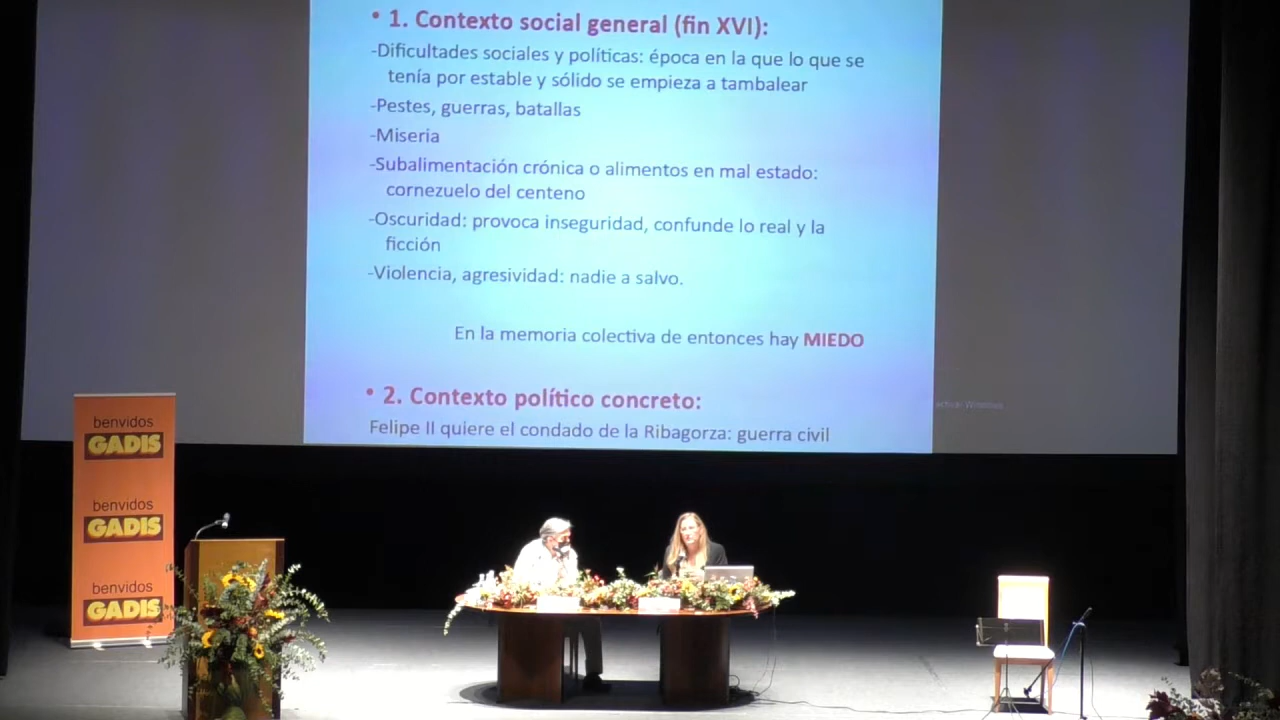 • 1. Contexto social general (fin XVI):
-Dificultades sociales y políticas: época en la que lo que se
tenía por estable y sólido se empieza a tambalear
-Pestes, guerras, batallas
-Miseria
-Subalimentación crónica o alimentos en mal estado:
cornezuelo del centeno
-Oscuridad: provoca inseguridad, confunde lo real y la
ficción
-Violencia, agresividad: nadie a salvo.
En la memoria colectiva de entonces hay MIEDO
• 2. Contexto político concreto:
Felipe II quiere el condado de la Ribagorza: guerra civil
benvidos
GADIS
benvidos
GADIS
benvidos
GADIS